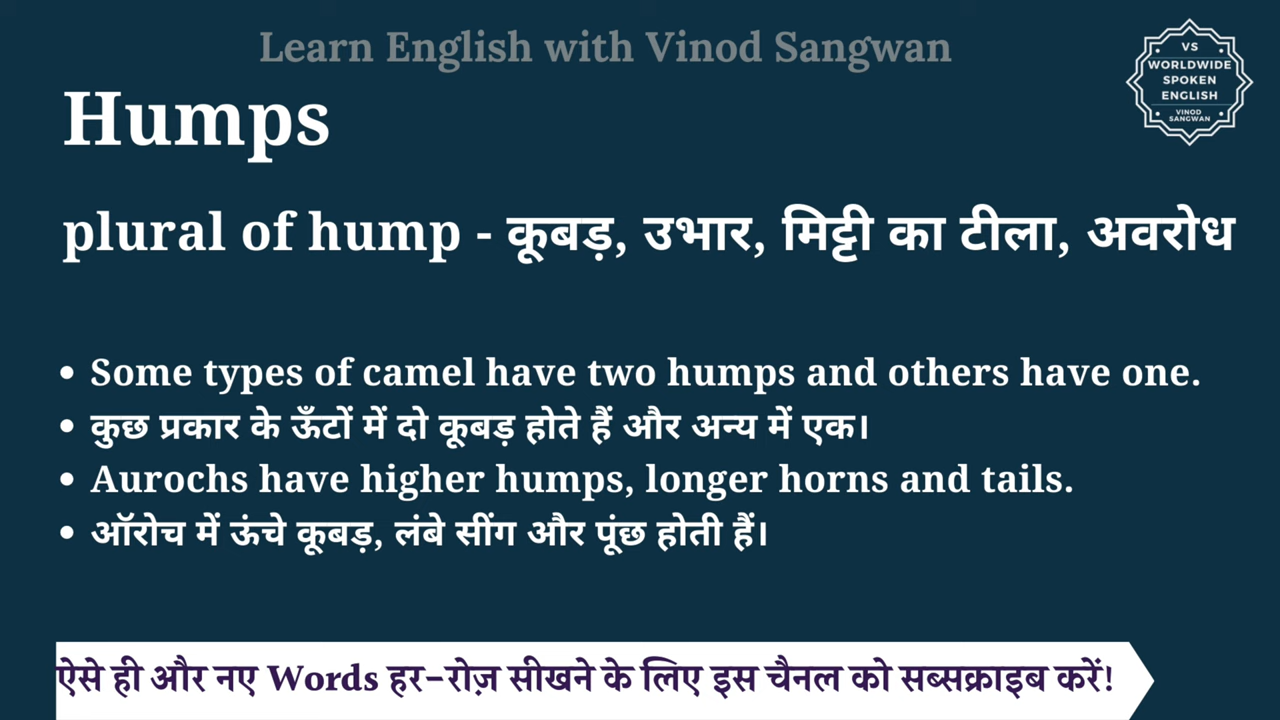 Learn English with Vinod Sangwan
VS
WORLDWIDE
SPOKEN
ENGLISH
VINOD
SANGWAN
Humps
plural of hump - कूबड़, उभार, मिट्टी का टीला, अवरोध
• Some types of camel have two humps and others have one.
• कुछ प्रकार के ऊँटों में दो कूबड़ होते हैं और अन्य में एक।
• Aurochs have higher humps, longer horns and tails.
• ऑरोच में ऊंचे कूबड़, लंबे सींग और पूंछ होती हैं।
ऐसे ही और नए Words हर-रोज़ सीखने के लिए इस चैनल को सब्सक्राइब करें!